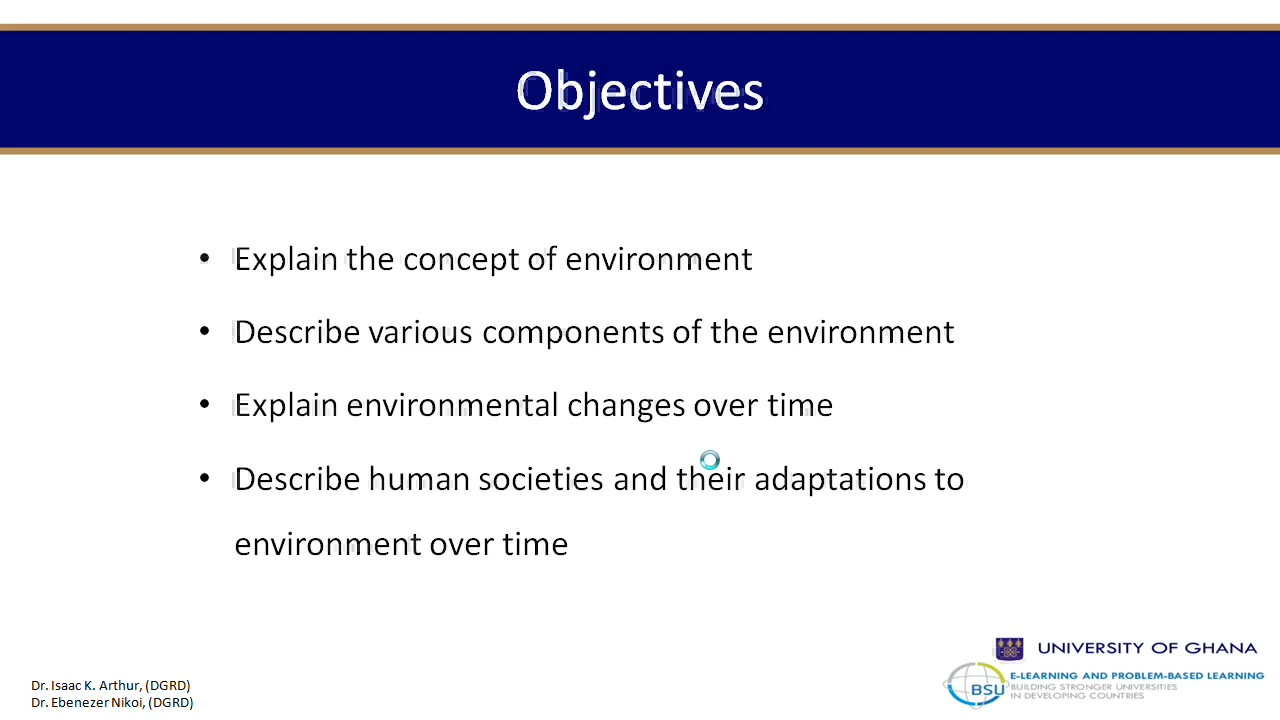 Objectives
• Explain the concept of environment
• Describe various components of the environment
• Explain environmental changes over time
• Describe human societies and their adaptations to
environment over time
Dr. Isaac K. Arthur, (DGRD)
Dr. Ebenezer Nikoi, (DGRD)
UNIVERSITY OF GHANA
BSU
E-LEARNING AND PROBLEM-BASED LEARNING
BUILDING STRONGER UNIVERSITIES
IN DEVELOPING COUNTRIES